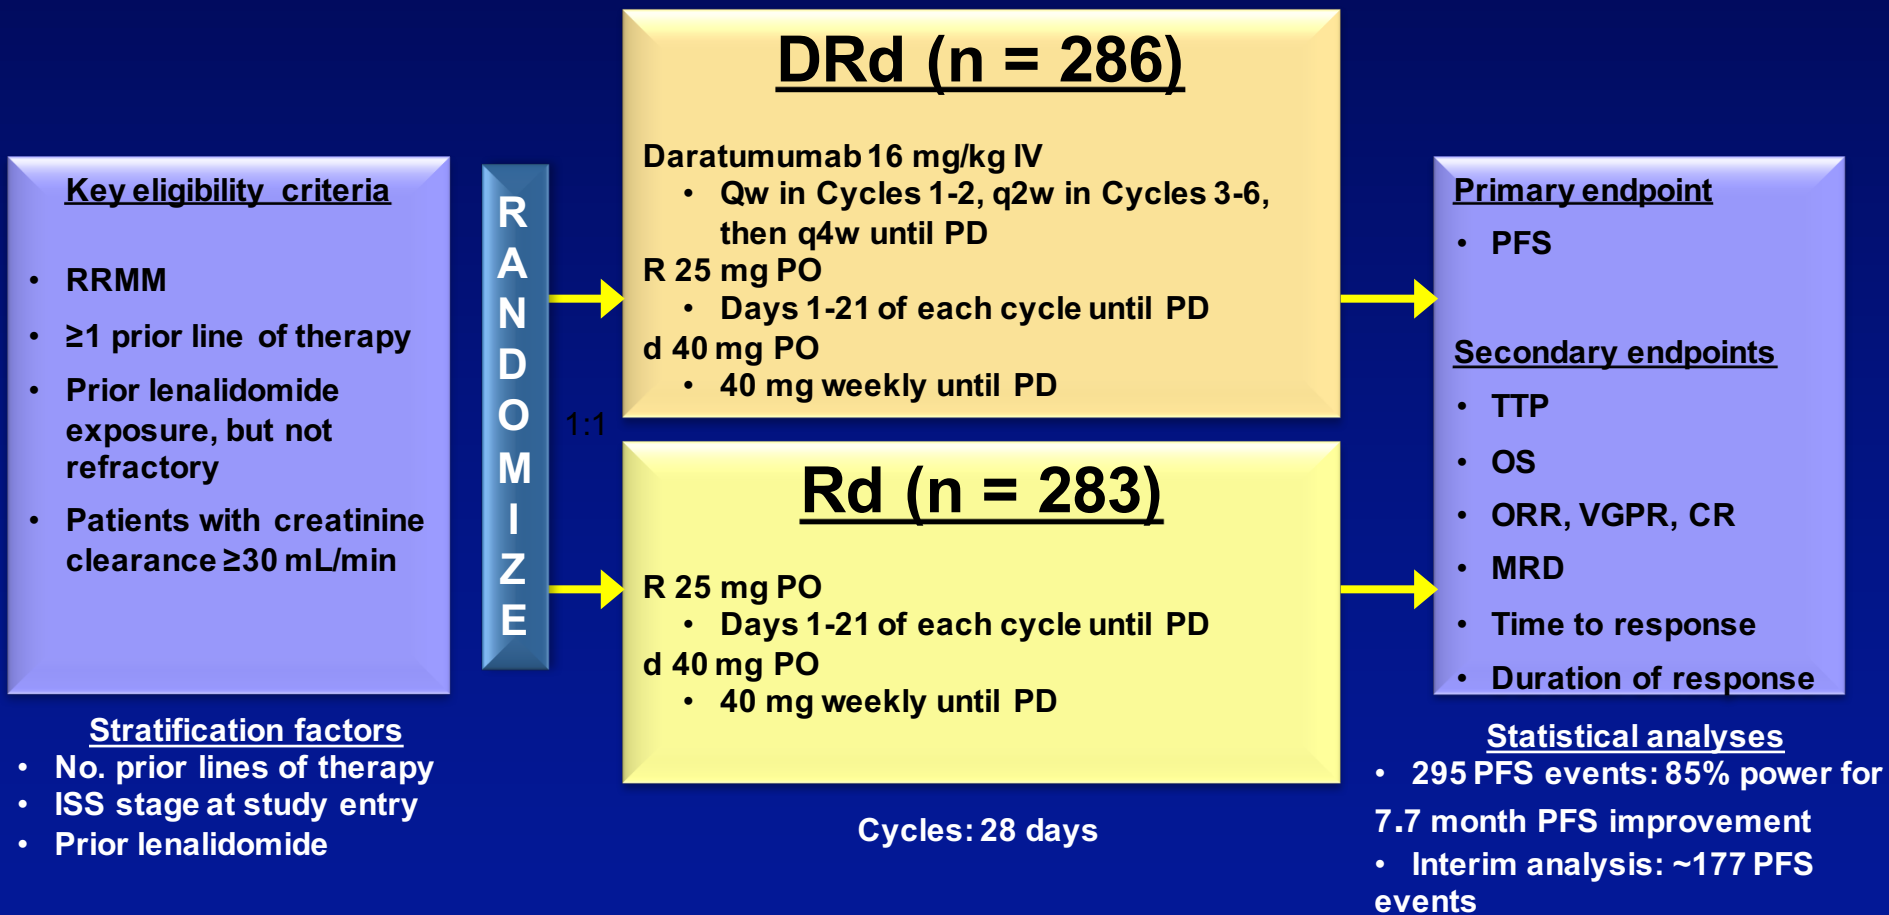 Key eligibility criteria
• RRMM
• ≥1 prior line of therapy
• Prior lenalidomide
exposure, but not
refractory
• Patients with creatinine
clearance ≥30 mL/min
Stratification factors
• No. prior lines of therapy
• ISS stage at study entry
• Prior lenalidomide
R
A
N
D
O
M
I
Z
E
1:1
DRd (n = 286)
Daratumumab 16 mg/kg IV
• Qw in Cycles 1-2, q2w in Cycles 3-6,
then q4w until PD
R 25 mg PO
• Days 1-21 of each cycle until PD
d 40 mg PO
• 40 mg weekly until PD
Rd (n = 283)
R 25 mg PO
• Days 1-21 of each cycle until PD
d 40 mg PO
• 40 mg weekly until PD
Cycles: 28 days
Primary endpoint
• PFS
Secondary endpoints
• TTP
• OS
• ORR, VGPR, CR
• MRD
• Time to response
• Duration of response
Statistical analyses
• 295 PFS events: 85% power for
7.7 month PFS improvement
• Interim analysis: ~177 PFS
events